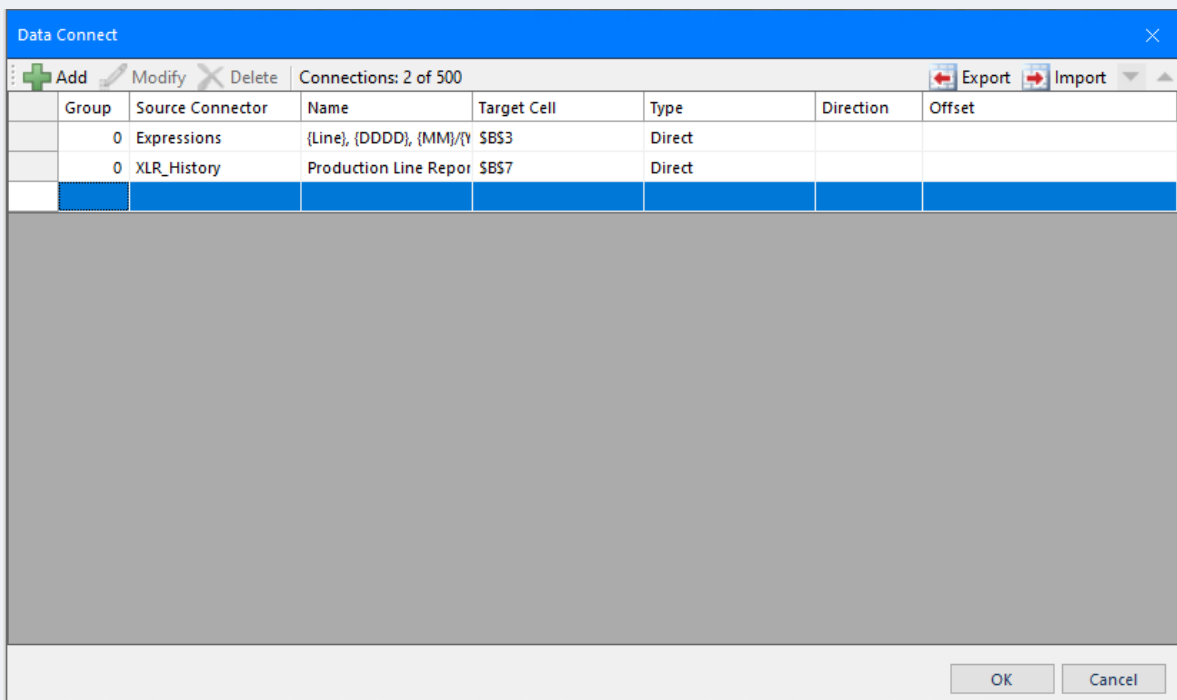 Data Connect
Add Modify Delete Connections: 2 of 500 Export Import
Group Source Connector Name Target Cell Type Direction Offset
0 Expressions {Line}, {DDDD}, {MM}/{Y $B$3 Direct
0 XLR_History Production Line Repor $B$7 Direct
OK Cancel